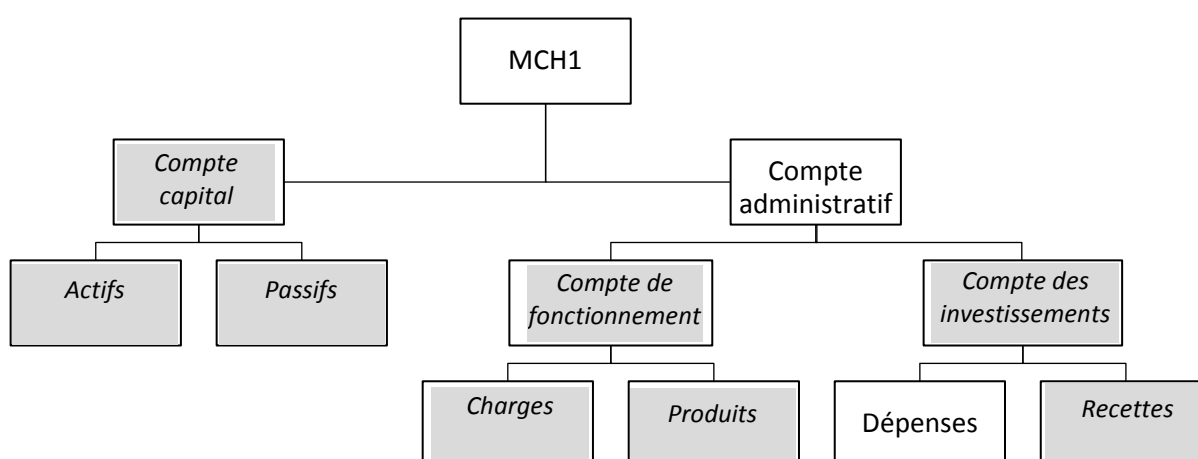 MCH1
Compte
capital
Compte
administratif
Actifs
Passifs
Compte de
fonctionnement
Compte des
investissements
Charges
Produits
Dépenses
Recettes